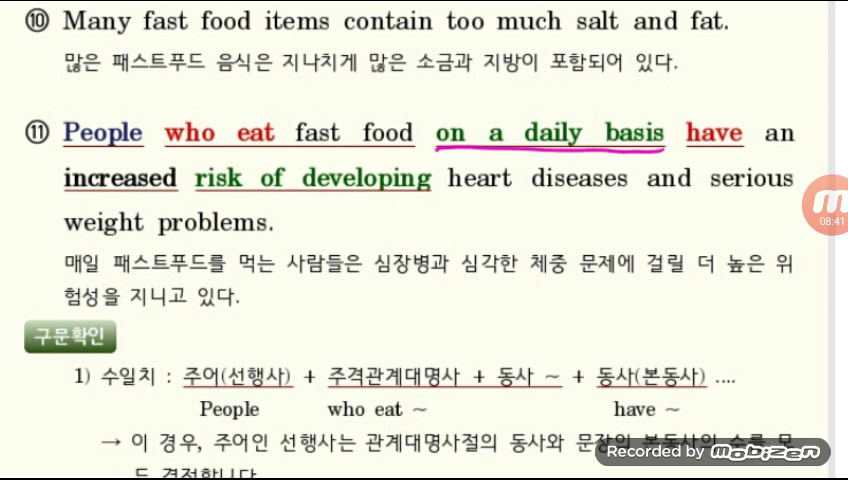 ⑩ Many fast food items contain too much salt and fat.
많은 패스트푸드 음식은 지나치게 많은 소금과 지방이 포함되어 있다.
⑪ People who eat fast food on a daily basis have an
increased risk of developing heart diseases and serious
weight problems.
매일 패스트푸드를 먹는 사람들은 심장병과 심각한 체중 문제에 걸릴 더 높은 위
험성을 지니고 있다.
08:41
구문확인
1) 수일치 : 주어(선행사) + 주격관계대명사 + 동사 ~ + 동사(본동사) ....
People who eat ~ have ~
→ 이 경우, 주어인 선행사는 관계대명사절의 동사와 문장의 본동사의 수를 모
Recorded by mobizen